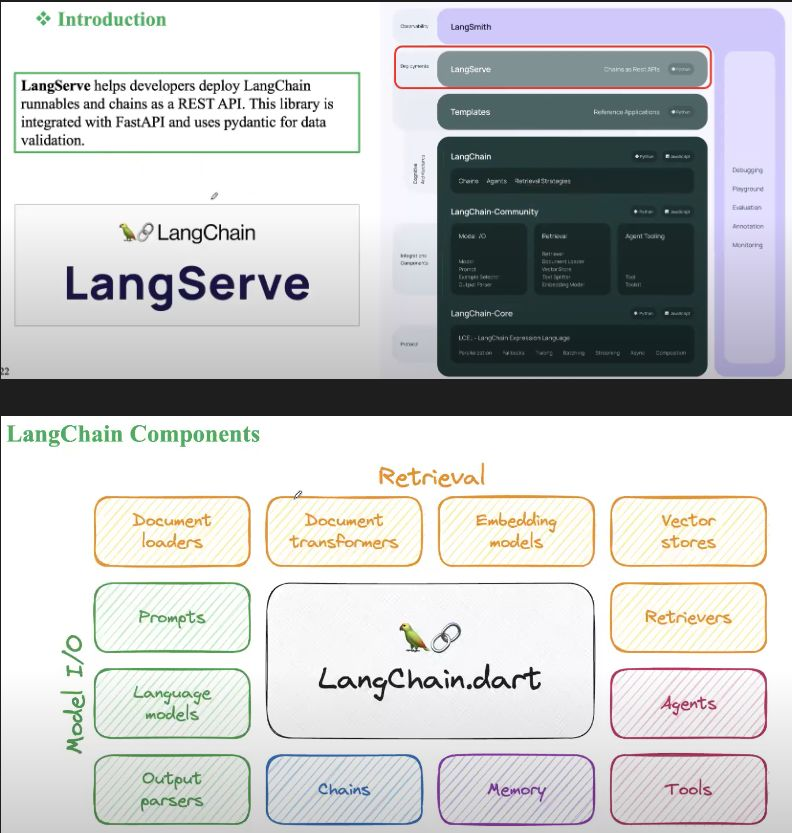 ❖ Introduction
LangServe helps developers deploy LangChain
runnables and chains as a REST API. This library is
integrated with FastAPI and uses pydantic for data
validation.
LangChain
LangServe
22
Observability
LangSmith
Deployments
LangServe
Chains as Rest APIs
Python
Templates
Reference Applications
Python
Cognitive
Architectures
LangChain
Python
JavaScript
Chains Agents Retrieval Strategies
LangChain-Community
Python
JavaScript
Integrations
Components
Model I/O
Model
Prompt
Example Selector
Output Parser
Retrieval
Retriever
Document Loader
Vector Store
Text Splitter
Embedding Model
Agent Tooling
Tool
Toolkit
LangChain-Core
Python
JavaScript
Protocol
LCEL - LangChain Expression Language
Parallelization Fallbacks Tracing Batching Streaming Async Composition
Debugging
Playground
Evaluation
Annotation
Monitoring
LangChain Components
Retrieval
Document
loaders
Document
transformers
Embedding
models
Vector
stores
Model I/O
Prompts
LangChain.dart
Retrievers
Language
models
Agents
Output
parsers
Chains
Memory
Tools